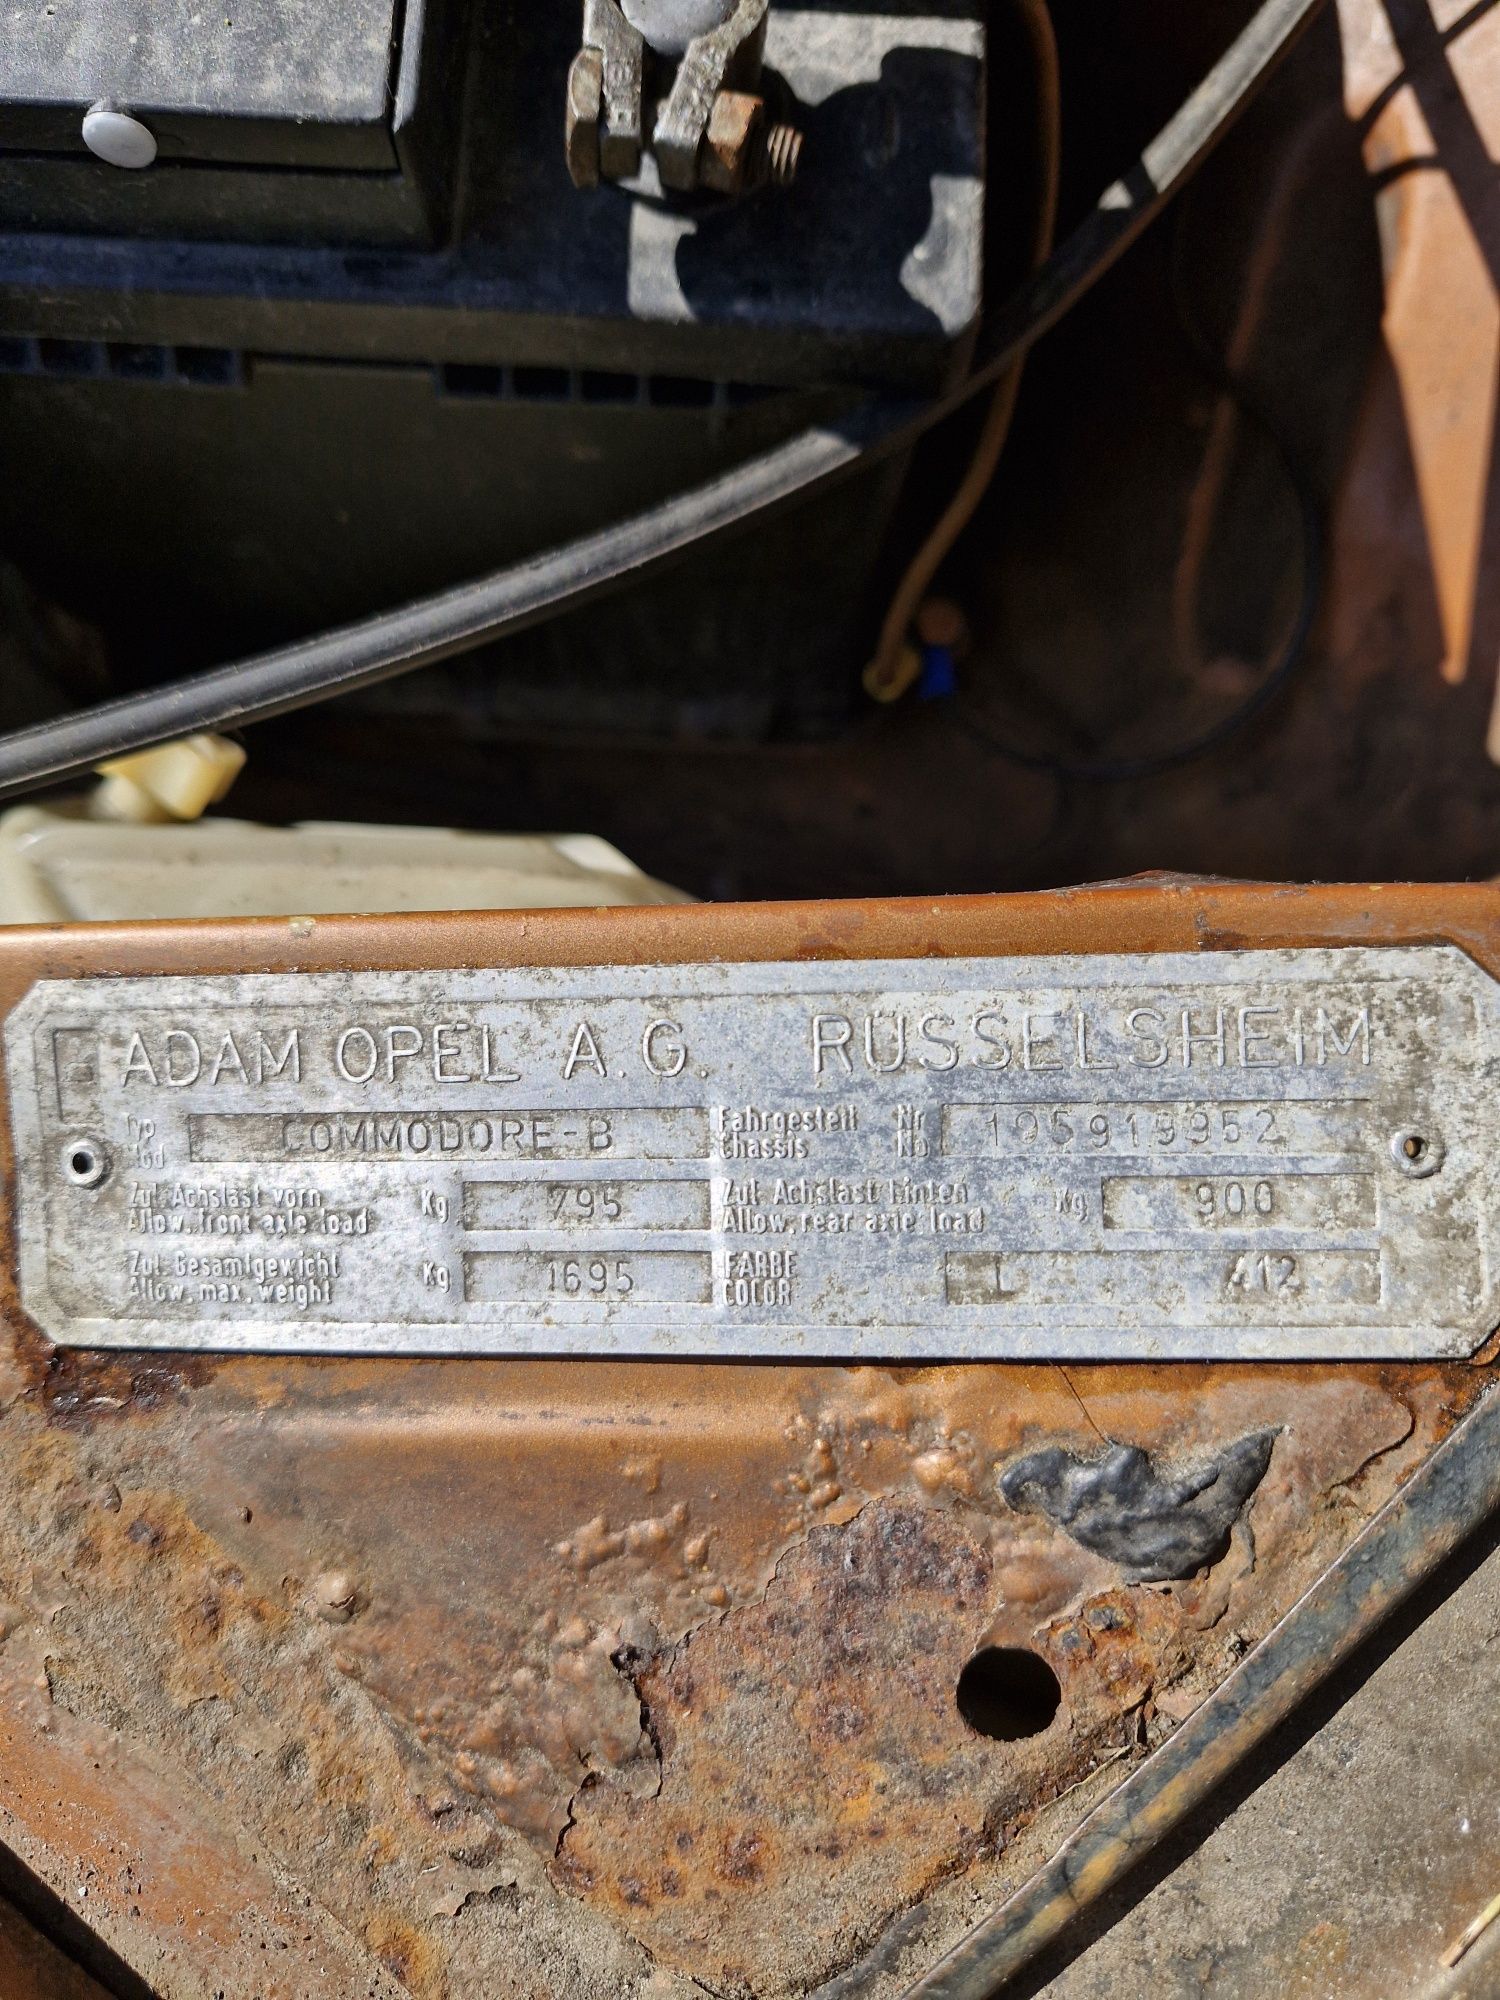 ADAM OPEL A.G. RÜSSELSHEIM
Typ COMMODORE-B Fahrgestell Nr 195919952
Mod Chassis No
Zul. Achslast vorn Kg 795 Zul. Achslast hinten Kg 900
Allow. front axle load Allow. rear axle load
Zul. Gesamtgewicht Kg 1695 FARBE L 412
Allow. max. weight COLOR